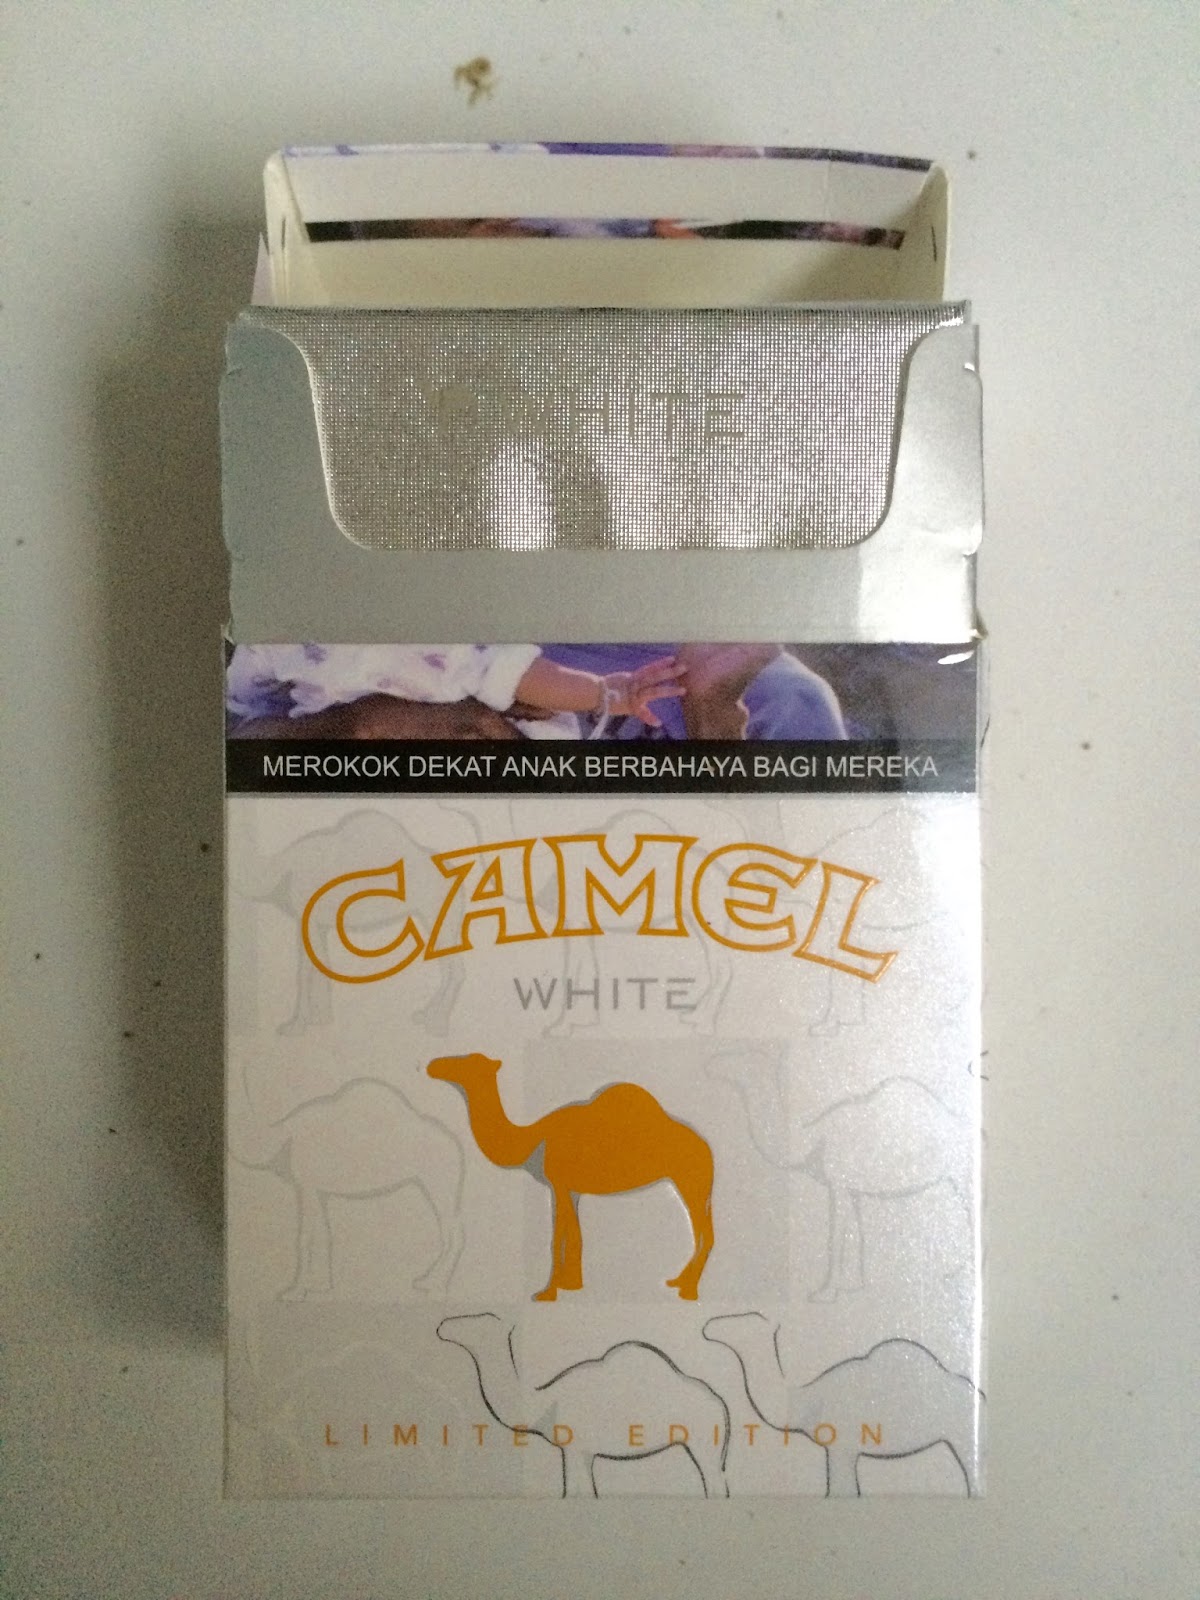 WHITE
MEROKOK DEKAT ANAK BERBAHAYA BAGI MEREKA
CAMEL
WHITE
LIMITED EDITION